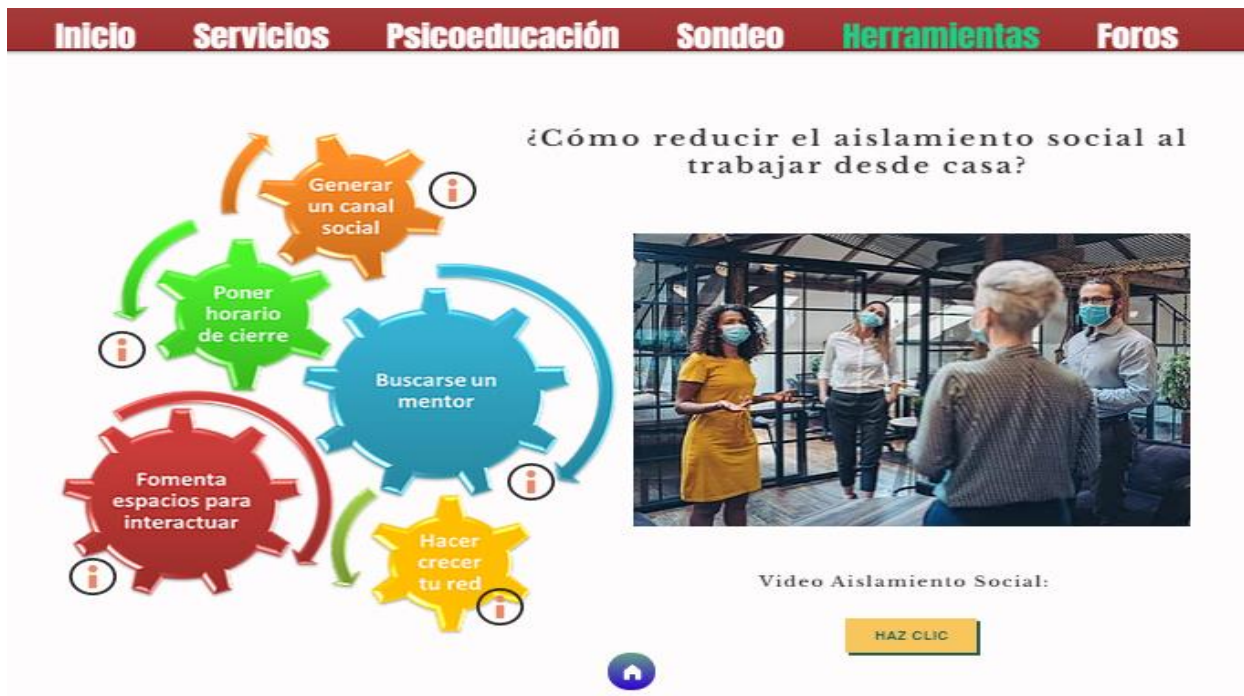 Inicio Servicios Psicoeducación Sondeo Herramientas Foros
¿Cómo reducir el aislamiento social al
trabajar desde casa?
Generar
un canal
social
Poner
horario
de cierre
Buscarse un
mentor
Fomenta
espacios para
interactuar
Hacer
crecer
tu red
Video Aislamiento Social:
HAZ CLIC